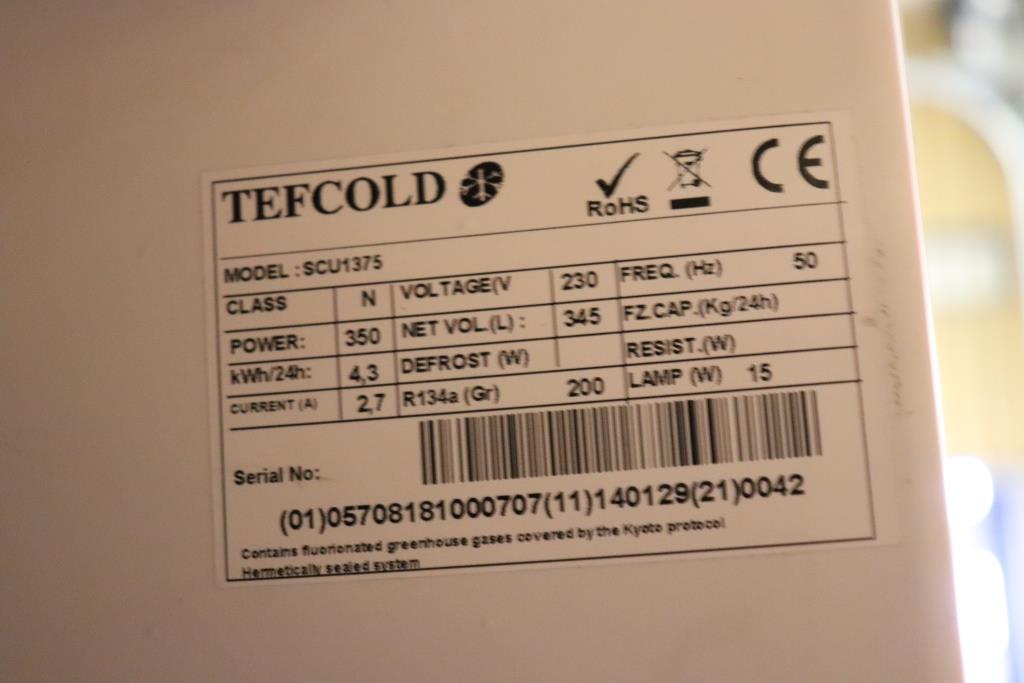 TEFCOLD
RoHS
CE
MODEL : SCU1375
CLASS N VOLTAGE(V 230 FREQ. (Hz) 50
POWER: 350 NET VOL.(L) : 345 FZ.CAP.(Kg/24h)
kWh/24h: 4,3 DEFROST (W) RESIST.(W)
CURRENT (A) 2,7 R134a (Gr) 200 LAMP (W) 15
Serial No:
(01)05708181000707(11)140129(21)0042
Contains fluorionated greenhouse gases covered by the Kyoto protocol
Hermetically sealed system